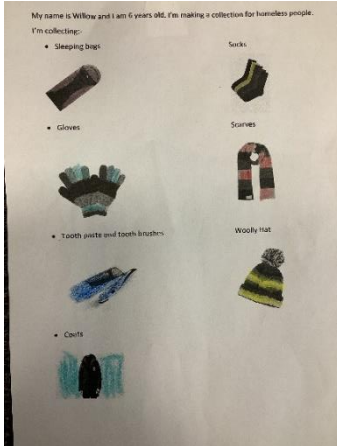 My name is Willow and I am 6 years old. I'm making a collection for homeless people.
I'm collecting:-
• Sleeping bags
Socks
• Gloves
Scarves
• Tooth paste and tooth brushes
Woolly Hat
• Coats